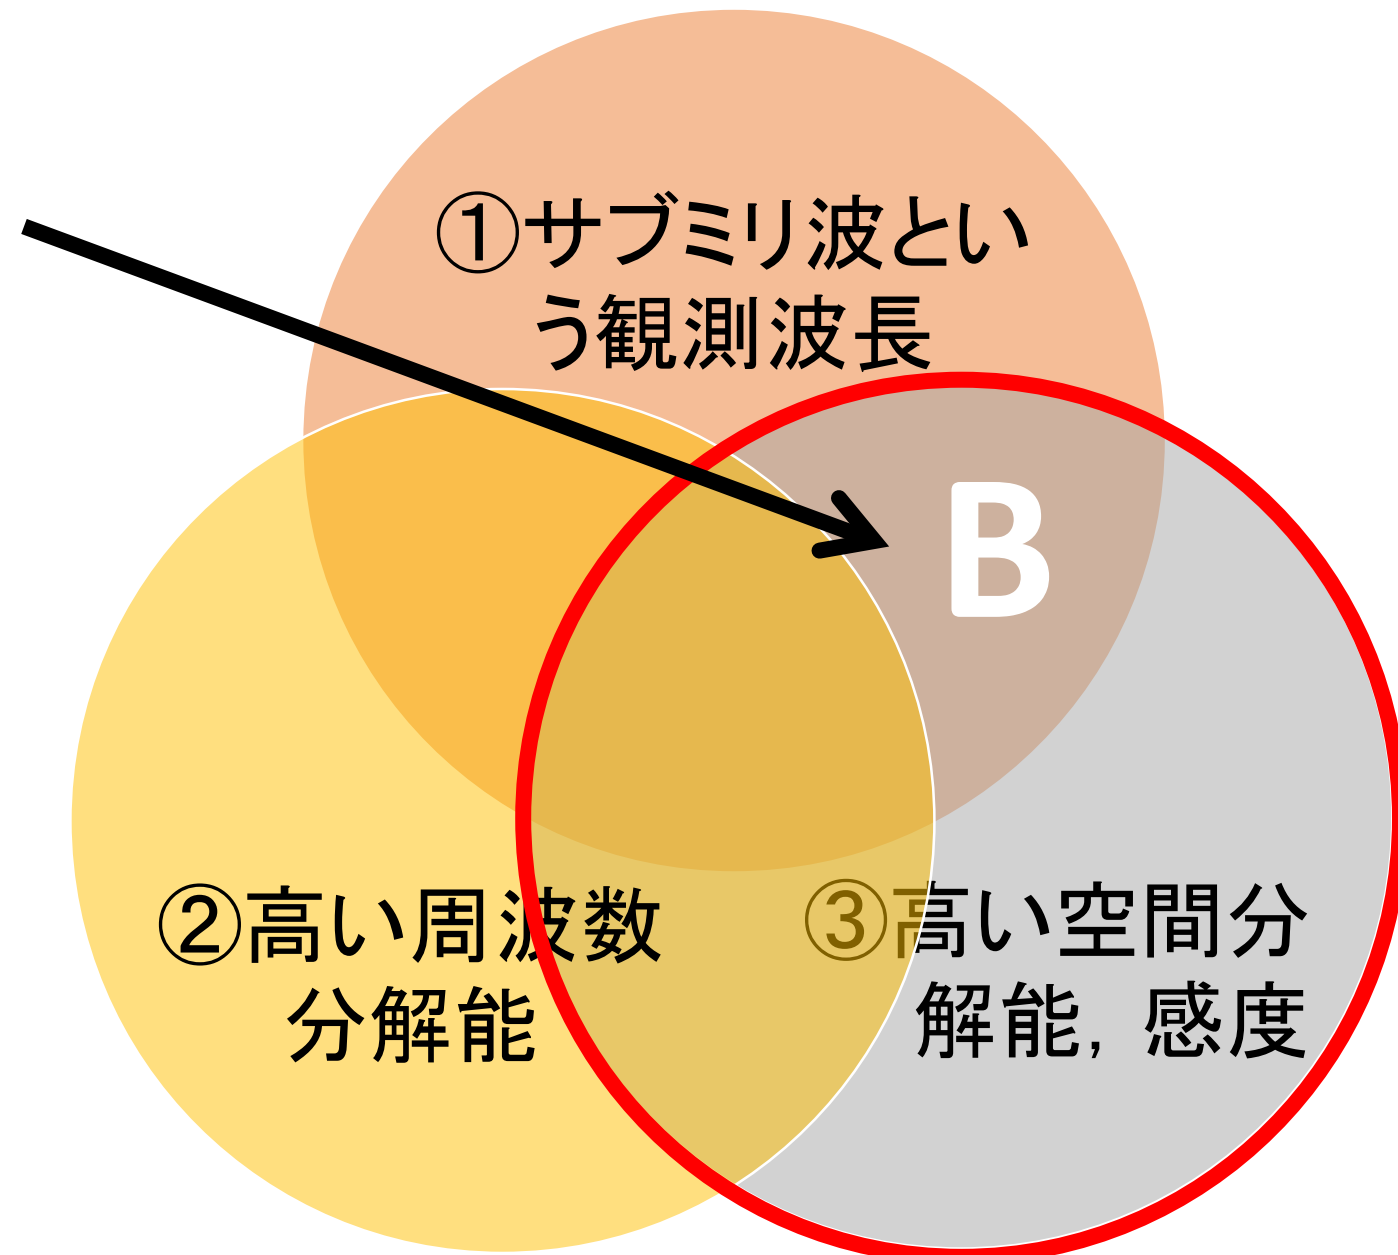 ①サブミリ波とい
う観測波長
B
②高い周波数
分解能
③高い空間分
解能，感度